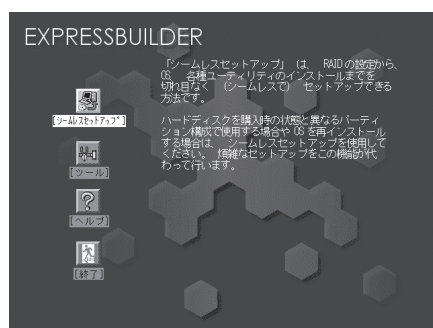 EXPRESSBUILDER
「シームレスセットアップ」 は、 RAIDの設定から、
OS、 各種ユーティリティのインストールまでを
切れ目なく （シームレスで） セットアップできる
方法です。
ハードディスクを購入時の状態と異なるパーティ
ション構成で使用する場合や OSを再インストール
する場合は、 シームレスセットアップを使用して
ください。 煩雑なセットアップをこの機能が代
わって行います。
[シームレスセットアップ]
[ツール]
[ヘルプ]
[終了]